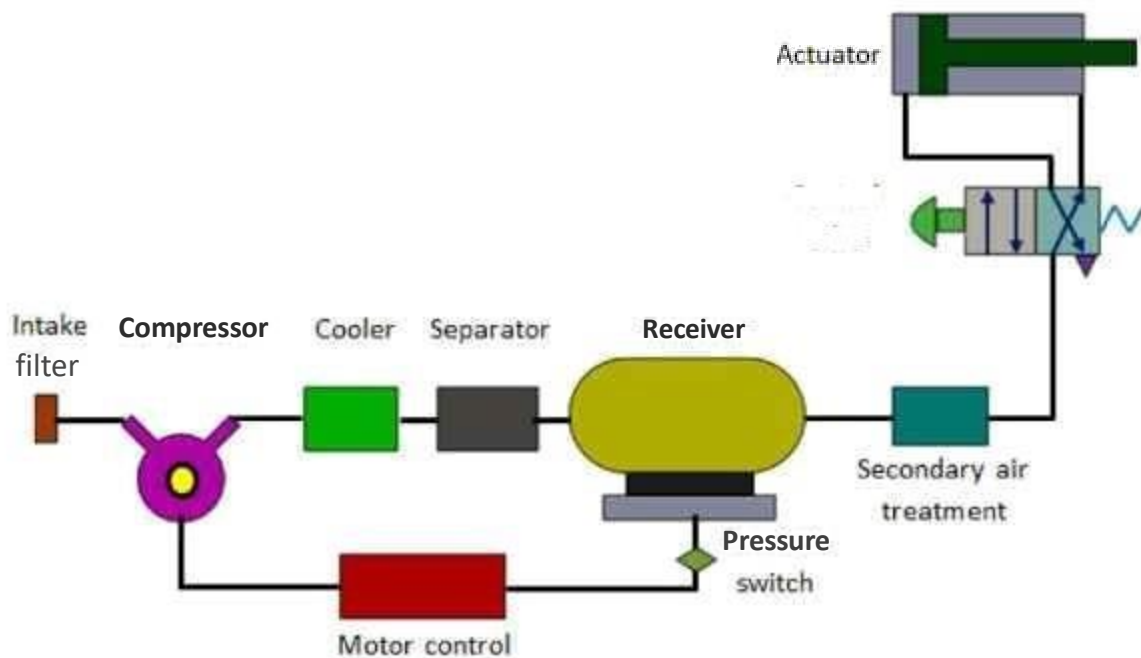 Actuator
Intake
filter
Compressor
Cooler
Separator
Receiver
Secondary air
treatment
Pressure
switch
Motor control